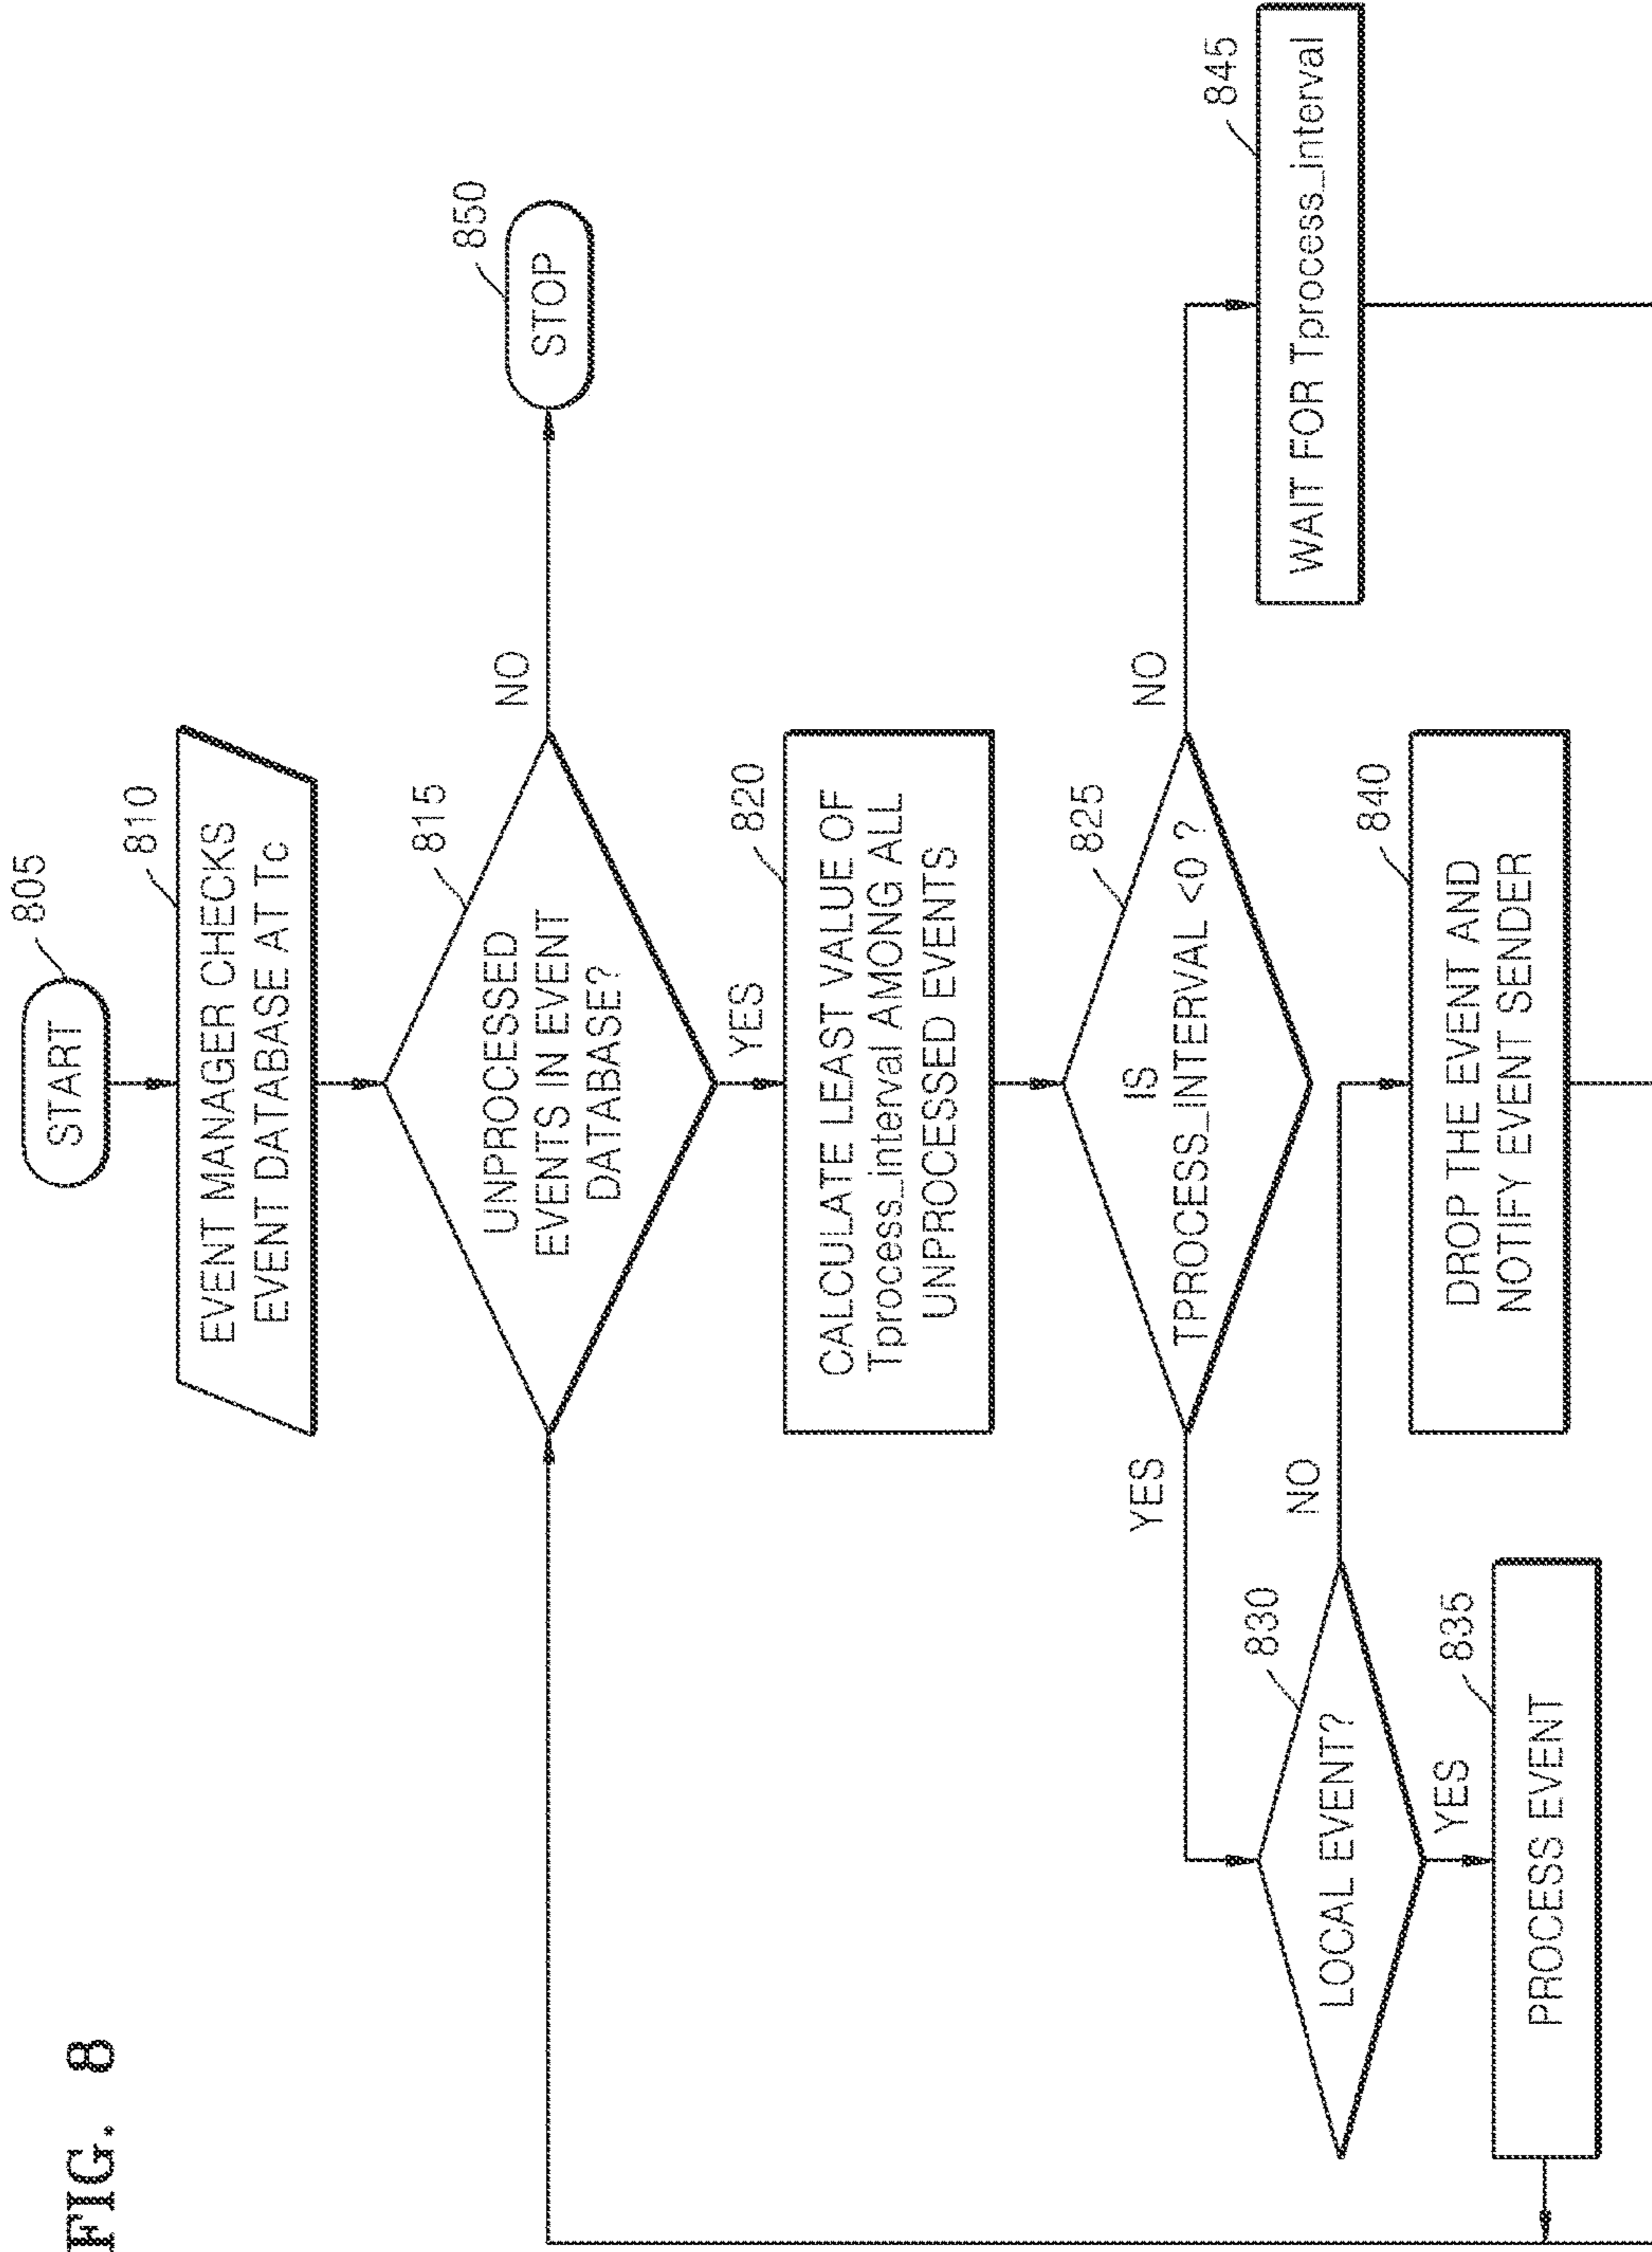 FIG. 8
START
805
EVENT MANAGER CHECKS
EVENT DATABASE AT Tc
810
UNPROCESSED
EVENTS IN EVENT
DATABASE?
815
NO
STOP
850
YES
CALCULATE LEAST VALUE OF
Tprocess_interval AMONG ALL
UNPROCESSED EVENTS
820
IS
TPROCESS_INTERVAL <0 ?
825
YES
NO
LOCAL EVENT?
830
NO
YES
PROCESS EVENT
835
DROP THE EVENT AND
NOTIFY EVENT SENDER
840
WAIT FOR Tprocess_interval
845